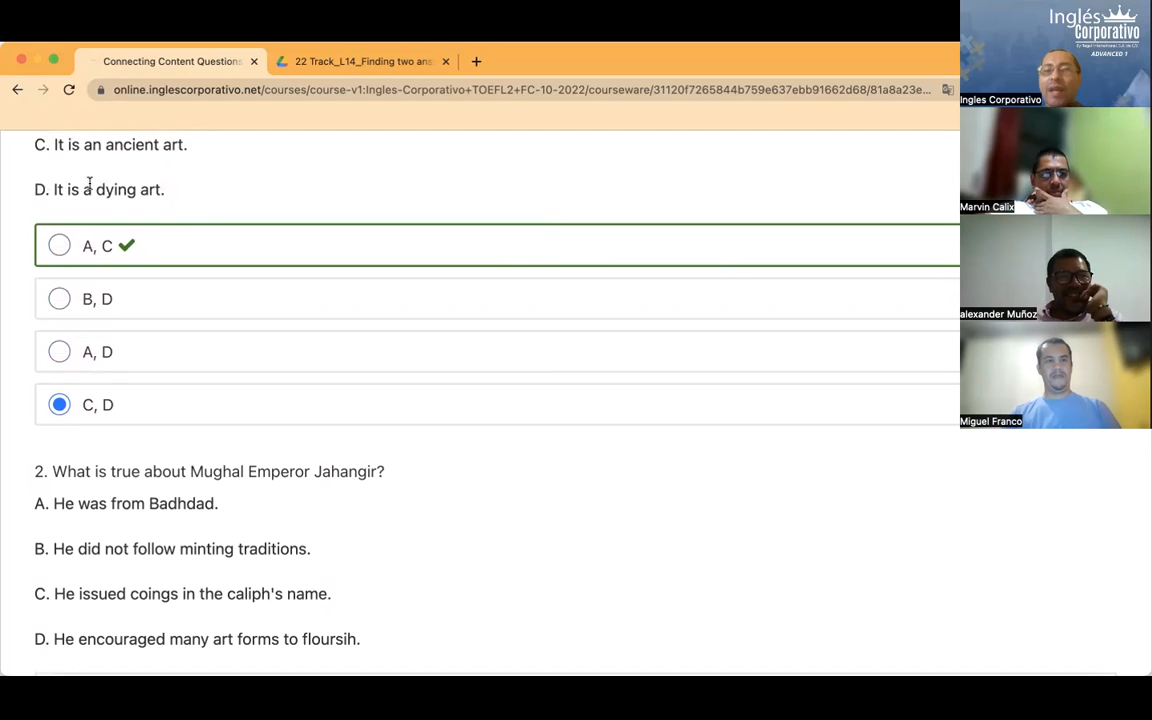 Connecting Content Questions
22 Track_L14_Finding two ans
online.inglescorporativo.net/courses/course-v1:Ingles-Corporativo+TOEFL2+FC-10-2022/courseware/31120f7265844b759e637ebb91662d68/81a8a23e...
C. It is an ancient art.
D. It is a dying art.
A, C
B, D
A, D
C, D
2. What is true about Mughal Emperor Jahangir?
A. He was from Badhdad.
B. He did not follow minting traditions.
C. He issued coings in the caliph's name.
D. He encouraged many art forms to floursih.
Inglés
Corporativo
ADVANCED 1
Ingles Corporativo
Marvin Calix
alexander Muñoz
Miguel Franco